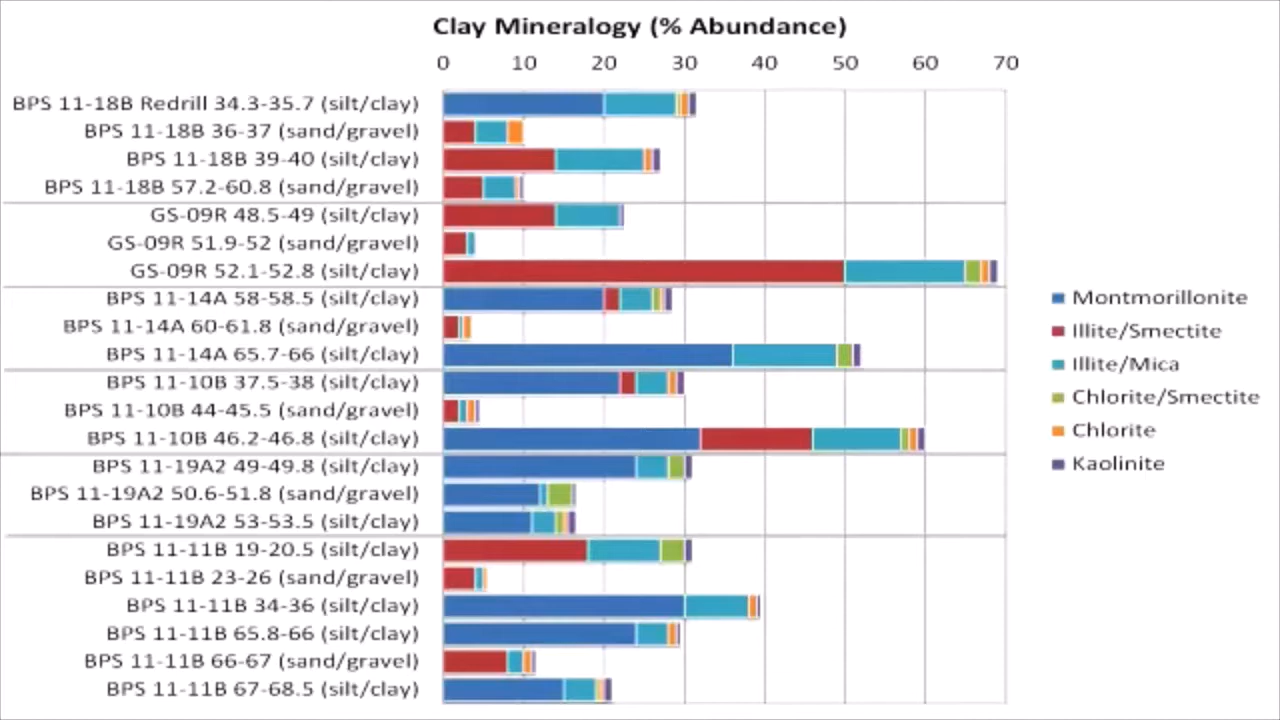 Clay Mineralogy (% Abundance)
0 10 20 30 40 50 60 70
BPS 11-18B Redrill 34.3-35.7 (silt/clay)
BPS 11-18B 36-37 (sand/gravel)
BPS 11-18B 39-40 (silt/clay)
BPS 11-18B 57.2-60.8 (sand/gravel)
GS-09R 48.5-49 (silt/clay)
GS-09R 51.9-52 (sand/gravel)
GS-09R 52.1-52.8 (silt/clay)
BPS 11-14A 58-58.5 (silt/clay)
BPS 11-14A 60-61.8 (sand/gravel)
BPS 11-14A 65.7-66 (silt/clay)
BPS 11-10B 37.5-38 (silt/clay)
BPS 11-10B 44-45.5 (sand/gravel)
BPS 11-10B 46.2-46.8 (silt/clay)
BPS 11-19A2 49-49.8 (silt/clay)
BPS 11-19A2 50.6-51.8 (sand/gravel)
BPS 11-19A2 53-53.5 (silt/clay)
BPS 11-11B 19-20.5 (silt/clay)
BPS 11-11B 23-26 (sand/gravel)
BPS 11-11B 34-36 (silt/clay)
BPS 11-11B 65.8-66 (silt/clay)
BPS 11-11B 66-67 (sand/gravel)
BPS 11-11B 67-68.5 (silt/clay)
Montmorillonite
Illite/Smectite
Illite/Mica
Chlorite/Smectite
Chlorite
Kaolinite